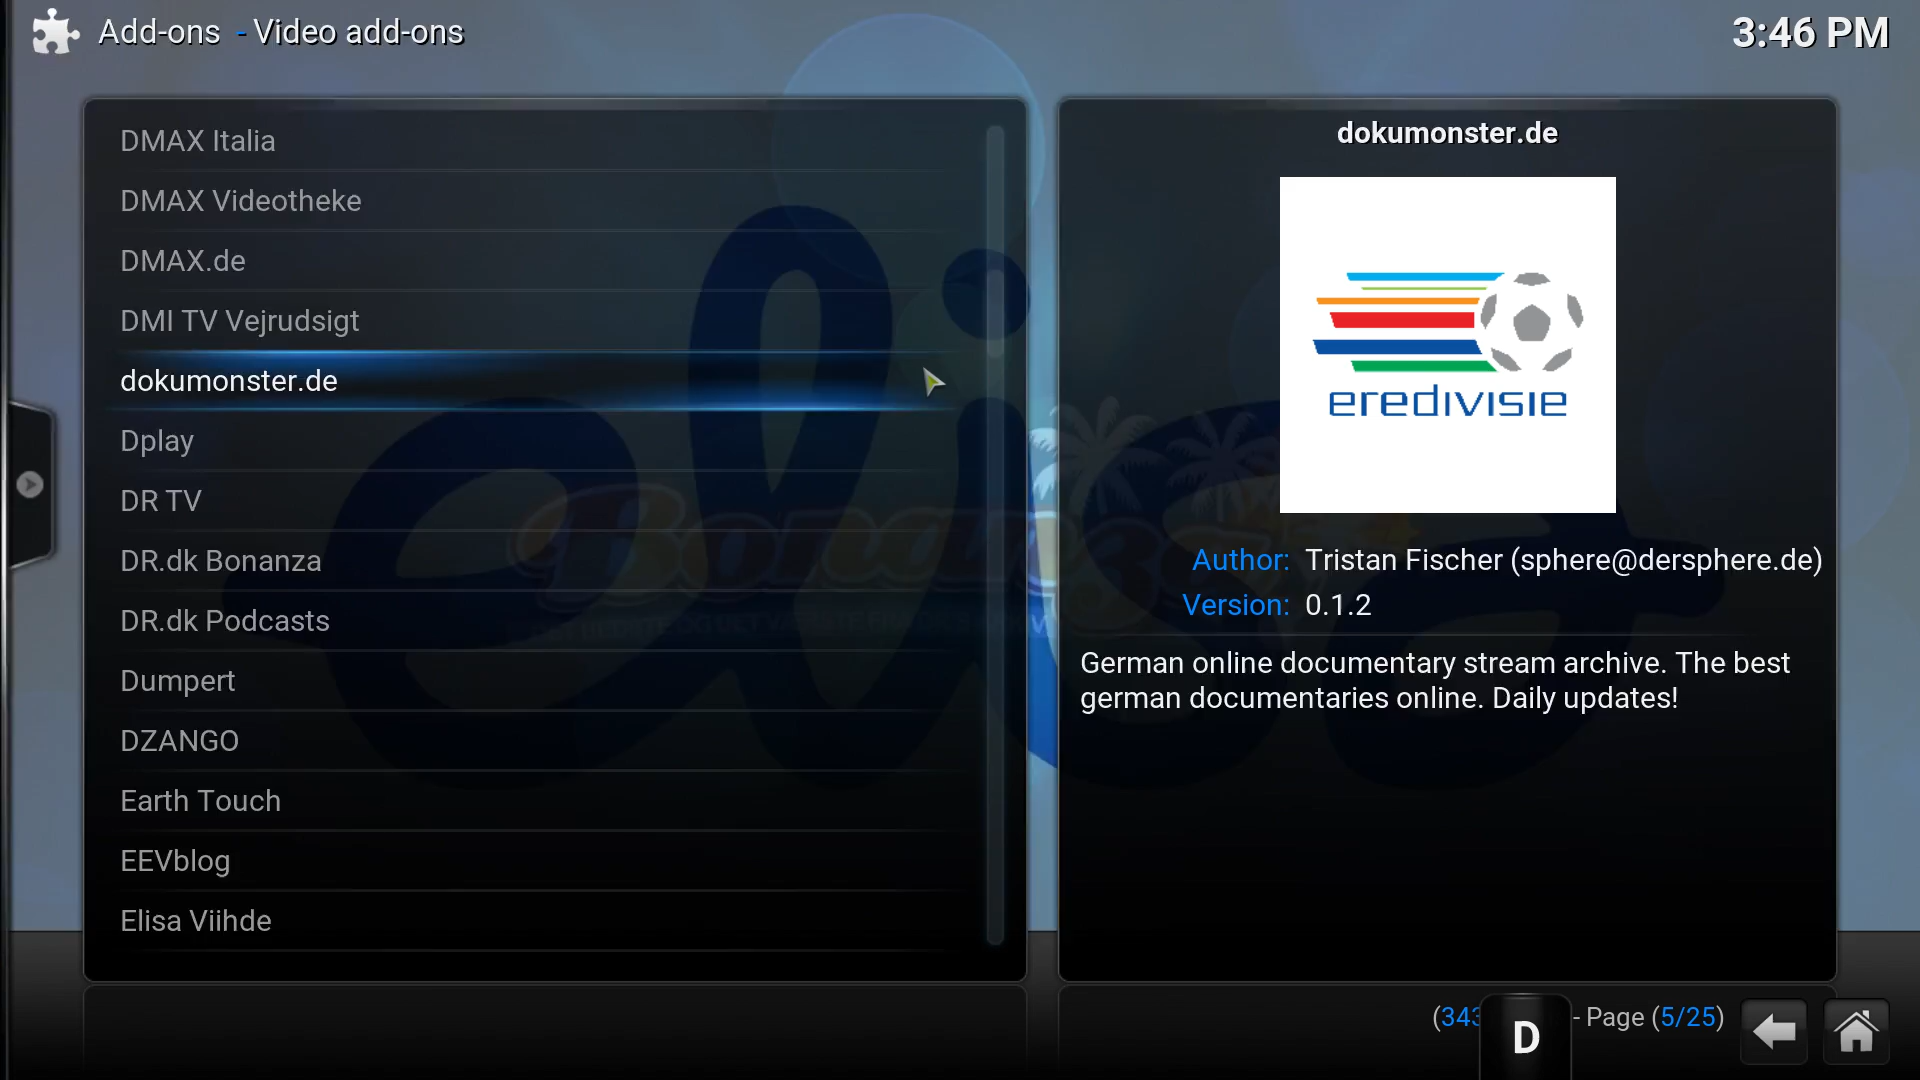 Add-ons - Video add-ons
3:46 PM
DMAX Italia
DMAX Videotheke
DMAX.de
DMI TV Vejrudsigt
dokumonster.de
Dplay
DR TV
DR.dk Bonanza
DR.dk Podcasts
Dumpert
DZANGO
Earth Touch
EEVblog
Elisa Viihde
dokumonster.de
eredivisie
Author: Tristan Fischer (sphere@dersphere.de)
Version: 0.1.2
German online documentary stream archive. The best
german documentaries online. Daily updates!
elisa
Bonanza
(343
D
- Page (5/25)